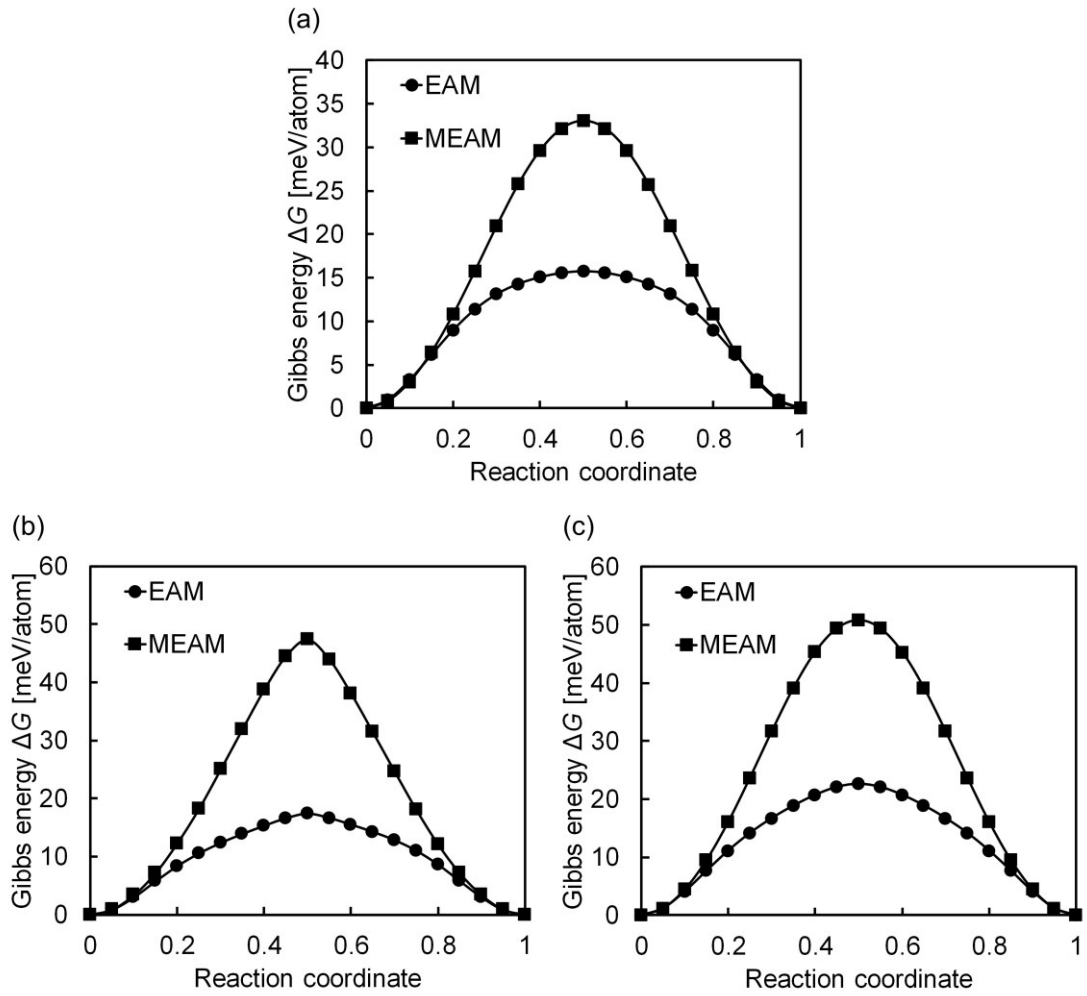 (a)
Gibbs energy ΔG [meV/atom]
40
35
30
25
20
15
10
5
0
EAM
MEAM
0 0.2 0.4 0.6 0.8 1
Reaction coordinate
(b)
Gibbs energy ΔG [meV/atom]
60
50
40
30
20
10
0
EAM
MEAM
0 0.2 0.4 0.6 0.8 1
Reaction coordinate
(c)
Gibbs energy ΔG [meV/atom]
60
50
40
30
20
10
0
EAM
MEAM
0 0.2 0.4 0.6 0.8 1
Reaction coordinate